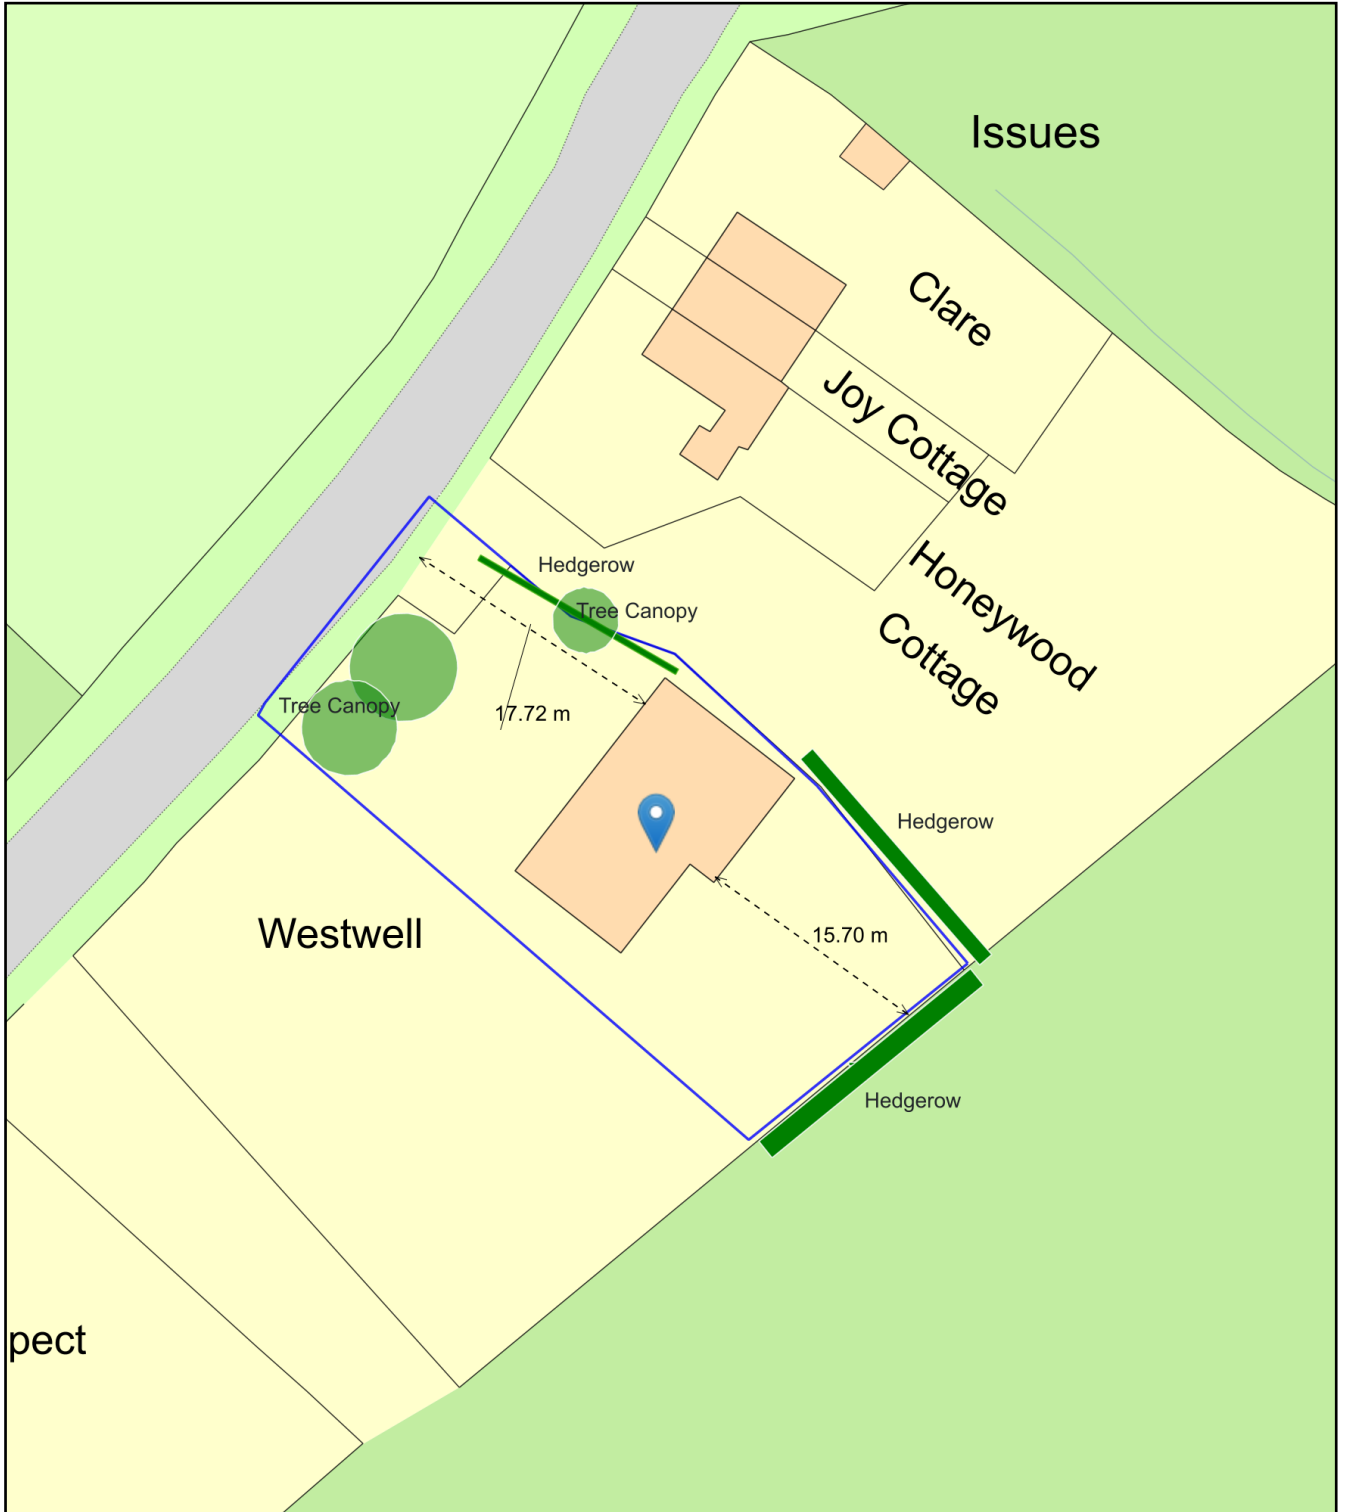 Issues
Clare
Joy Cottage
Honeywood
Cottage
Hedgerow
Tree Canopy
Tree Canopy
17.72 m
Hedgerow
Westwell
15.70 m
Hedgerow
pect